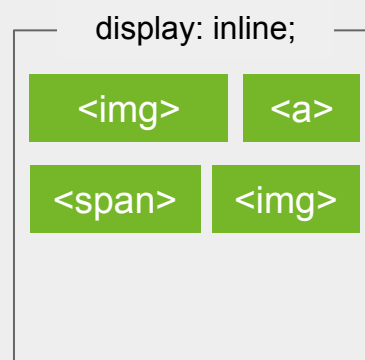 display: inline;
<img> <a>
<span> <img>